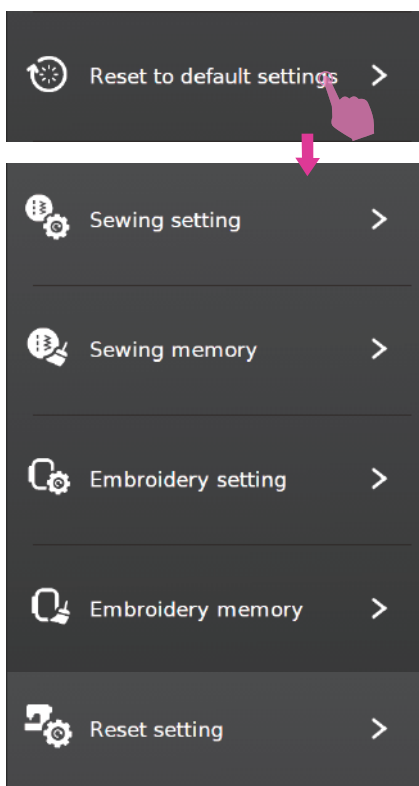 Reset to default settings
Sewing setting
Sewing memory
Embroidery setting
Embroidery memory
Reset setting